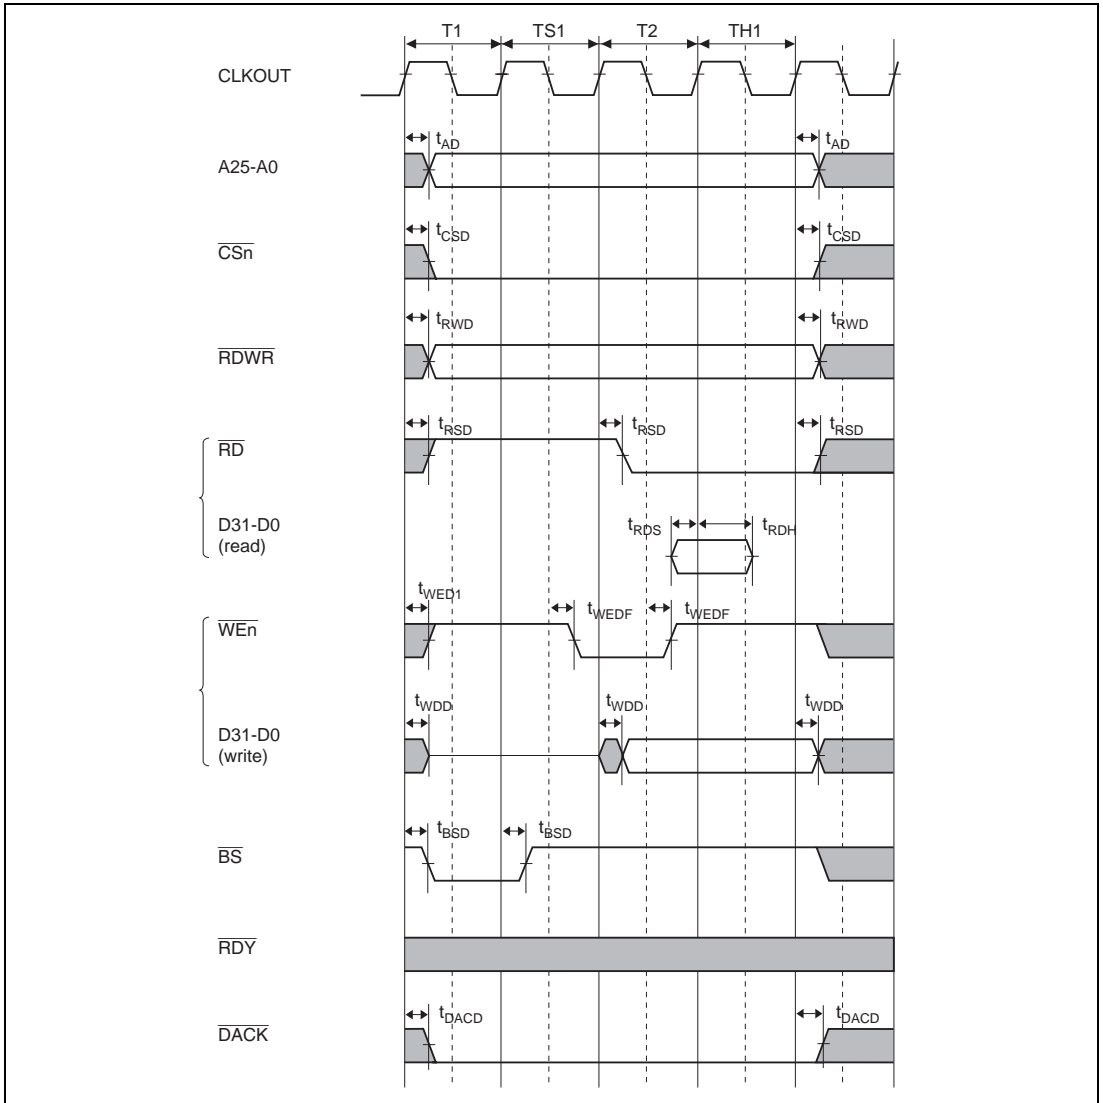 T1 TS1 T2 TH1
CLKOUT
tAD tAD
A25-A0
tCSD tCSD
CSn
tRWD tRWD
RDWR
tRSD tRSD tRSD
RD
D31-D0
(read)
tRDS tRDH
tWED1
tWEDF tWEDF
WEn
tWDD tWDD tWDD
D31-D0
(write)
tBSD tBSD
BS
RDY
tDACD tDACD
DACK